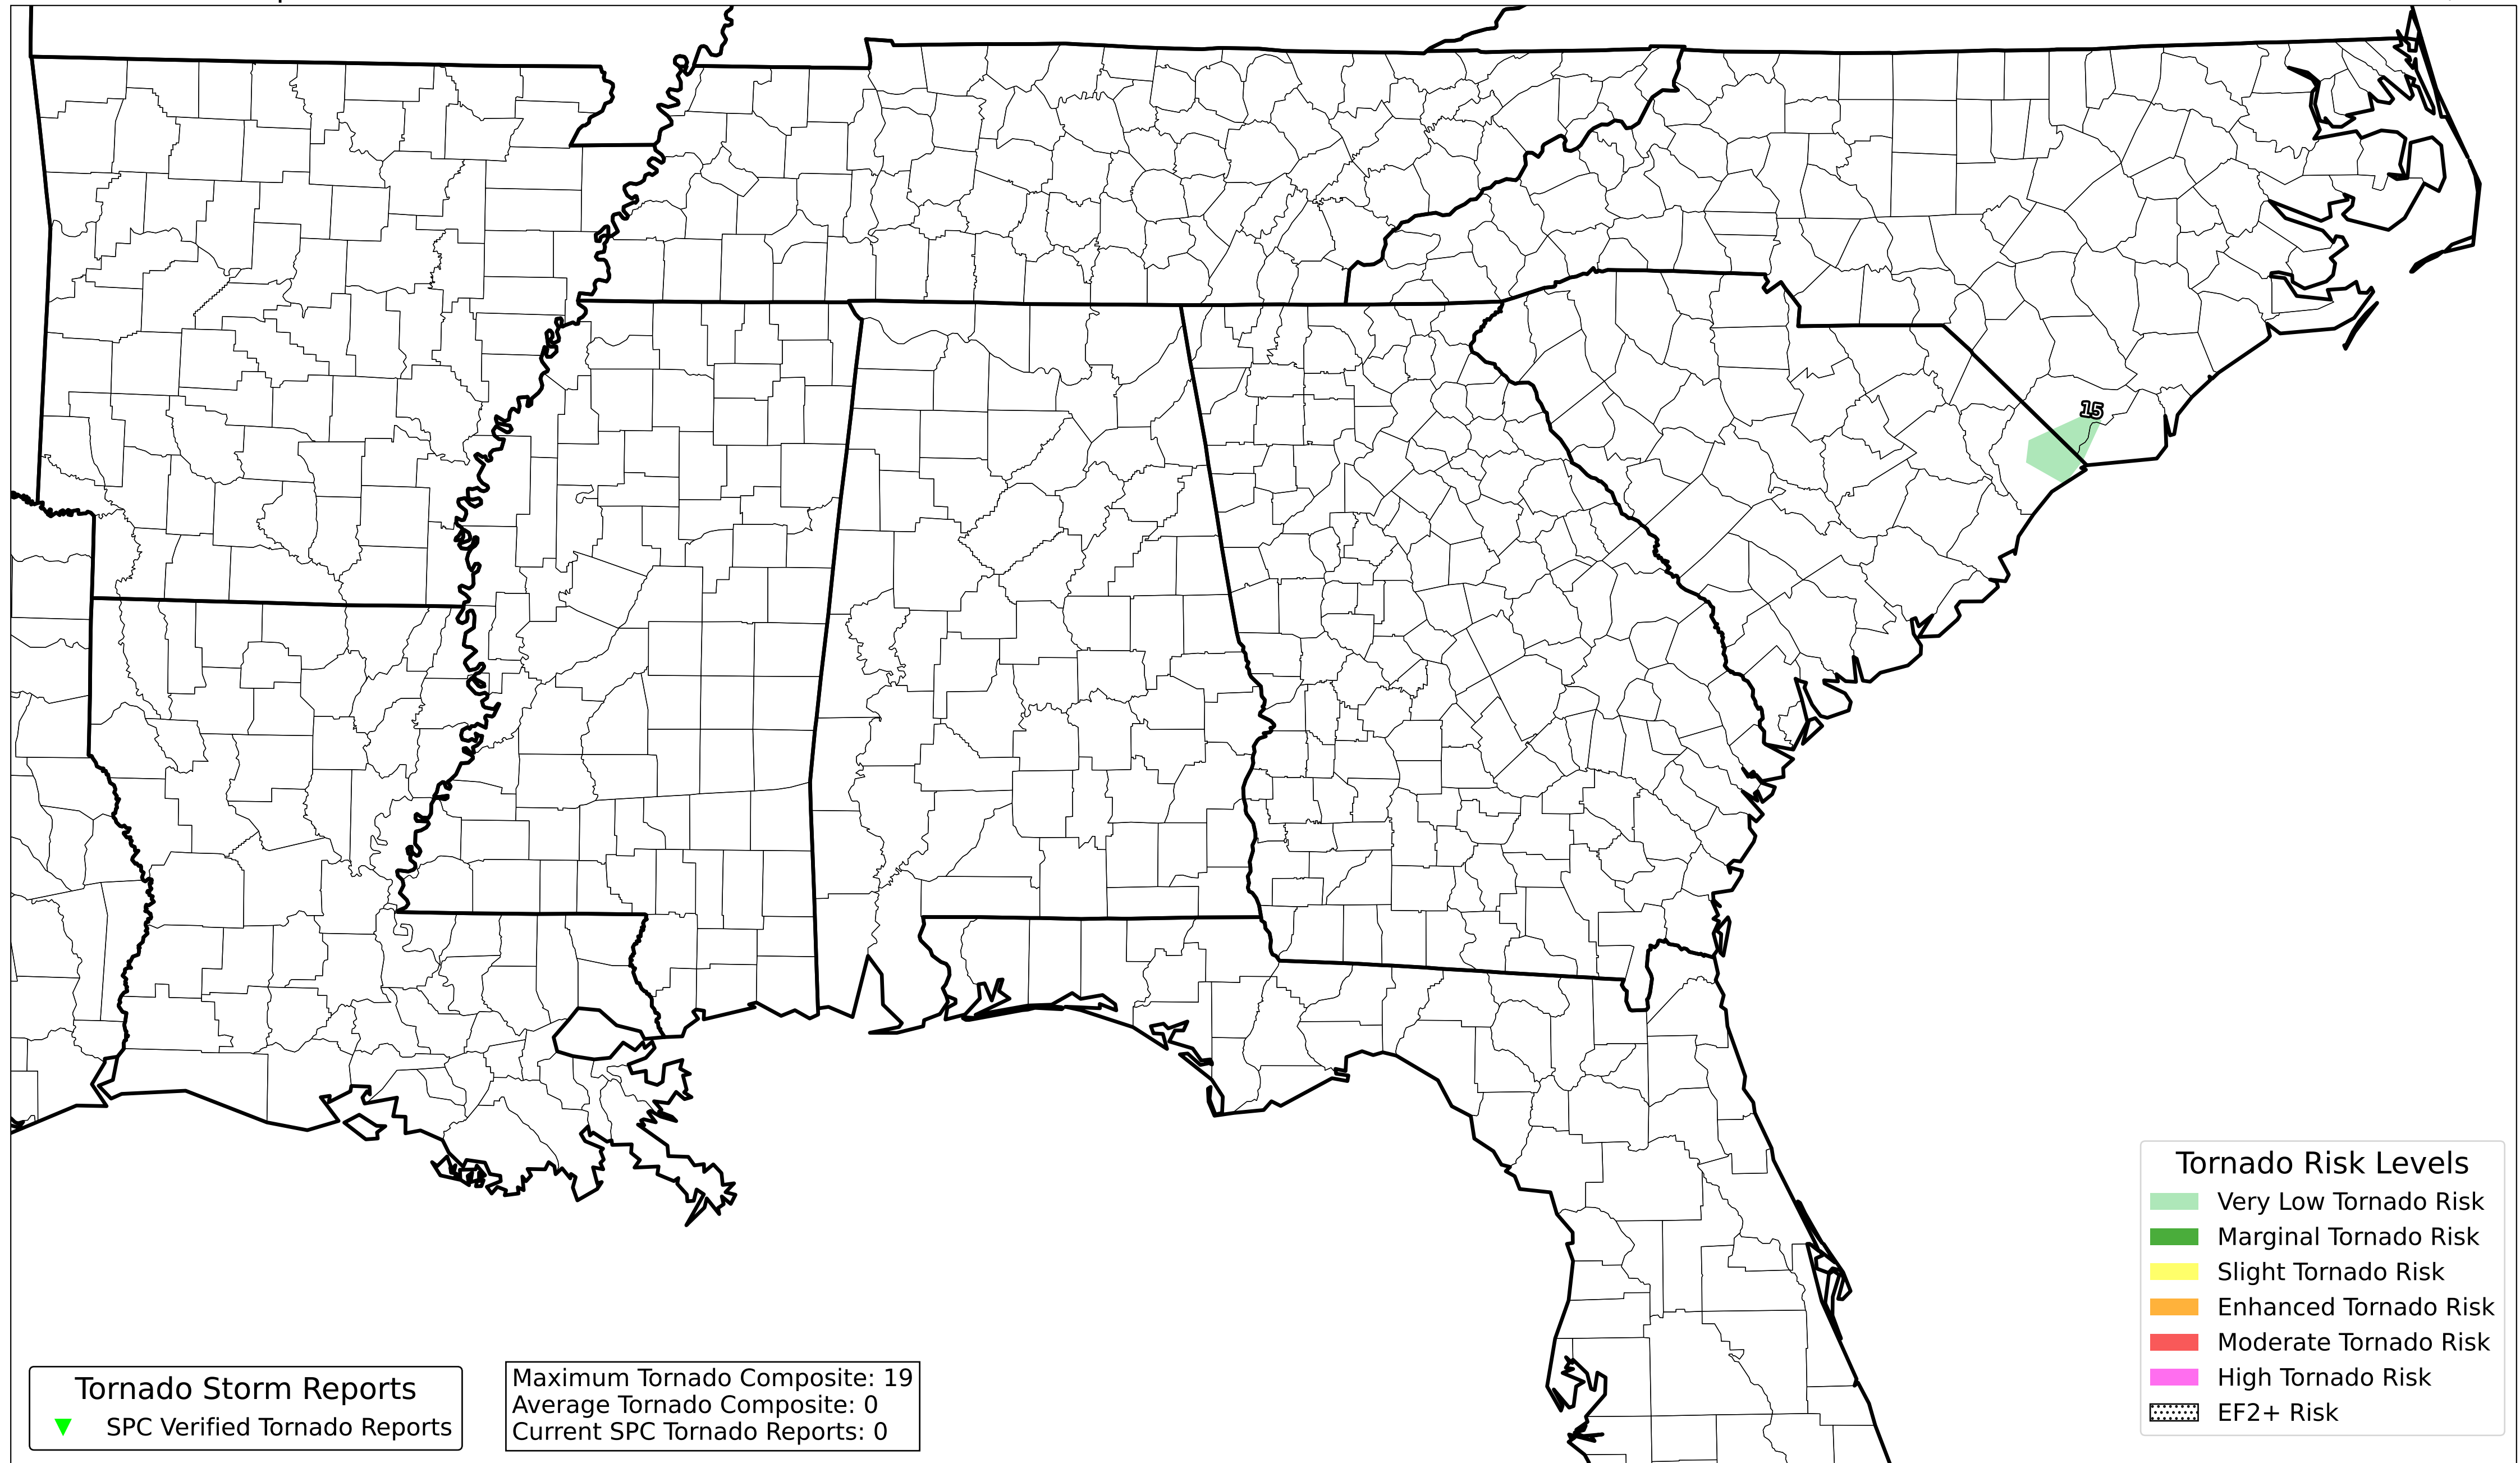 15
Tornado Risk Levels
Very Low Tornado Risk
Marginal Tornado Risk
Slight Tornado Risk
Enhanced Tornado Risk
Moderate Tornado Risk
High Tornado Risk
EF2+ Risk
Tornado Storm Reports
SPC Verified Tornado Reports
Maximum Tornado Composite: 19
Average Tornado Composite: 0
Current SPC Tornado Reports: 0